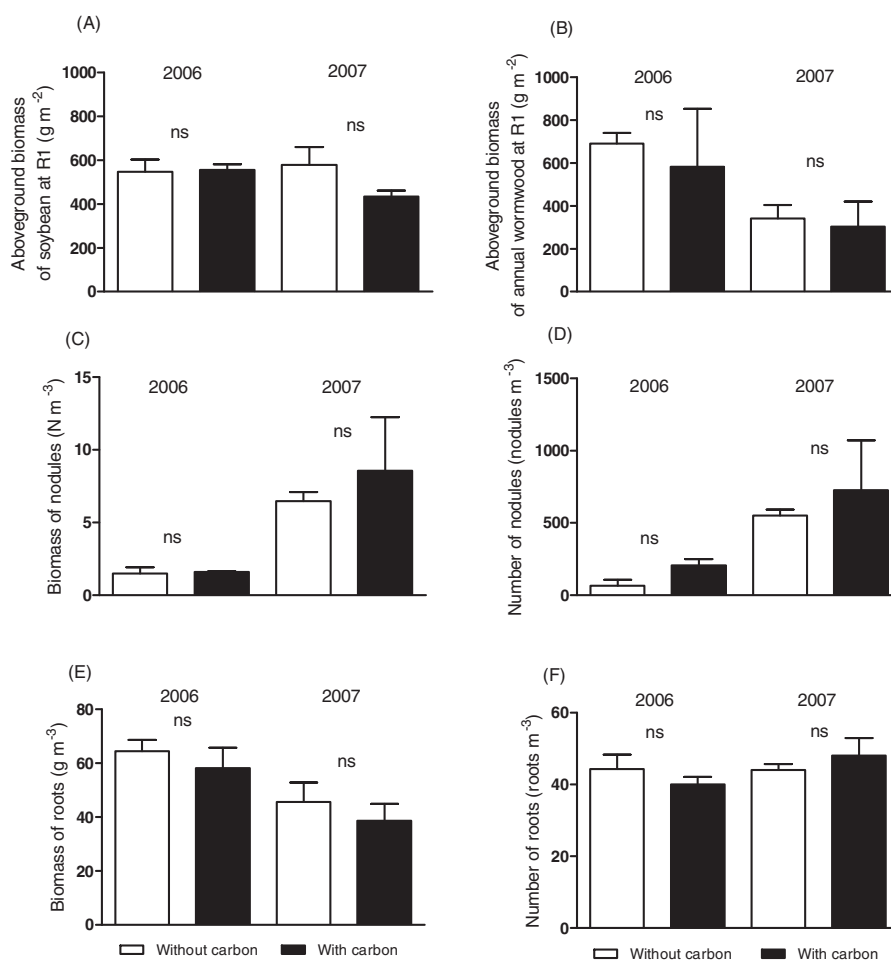 (A)
2006 2007
ns ns
1000
800
600
400
200
0
Aboveground biomass
of soybean at R1 (g m-2)
(B)
2006 2007
ns ns
1000
800
600
400
200
0
Aboveground biomass
of annual wormwood at R1 (g m-2)
(C)
2006 2007
ns ns
15
10
5
0
Biomass of nodules (N m-3)
(D)
2006 2007
ns ns
1500
1000
500
0
Number of nodules (nodules m-3)
(E)
2006 2007
ns ns
80
60
40
20
0
Biomass of roots (g m-3)
Without carbon With carbon
(F)
2006 2007
ns ns
60
40
20
0
Number of roots (roots m-3)
Without carbon With carbon